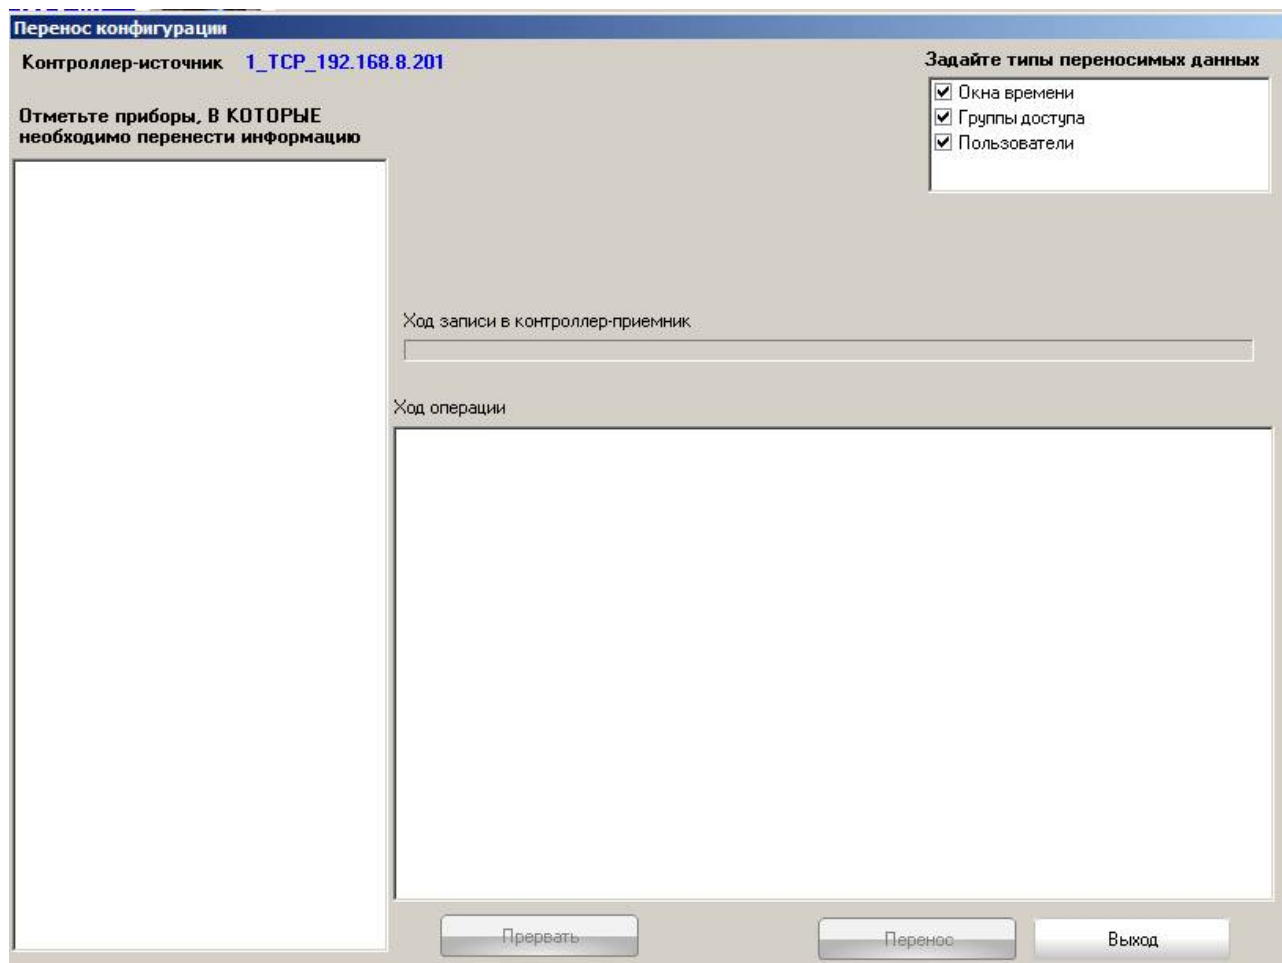 Перенос конфигурации
Контроллер-источник 1_TCP_192.168.8.201
Задайте типы переносимых данных
Окна времени
Группы доступа
Пользователи
Отметьте приборы, В КОТОРЫЕ
необходимо перенести информацию
Ход записи в контроллер-приемник
Ход операции
Прервать
Перенос
Выход